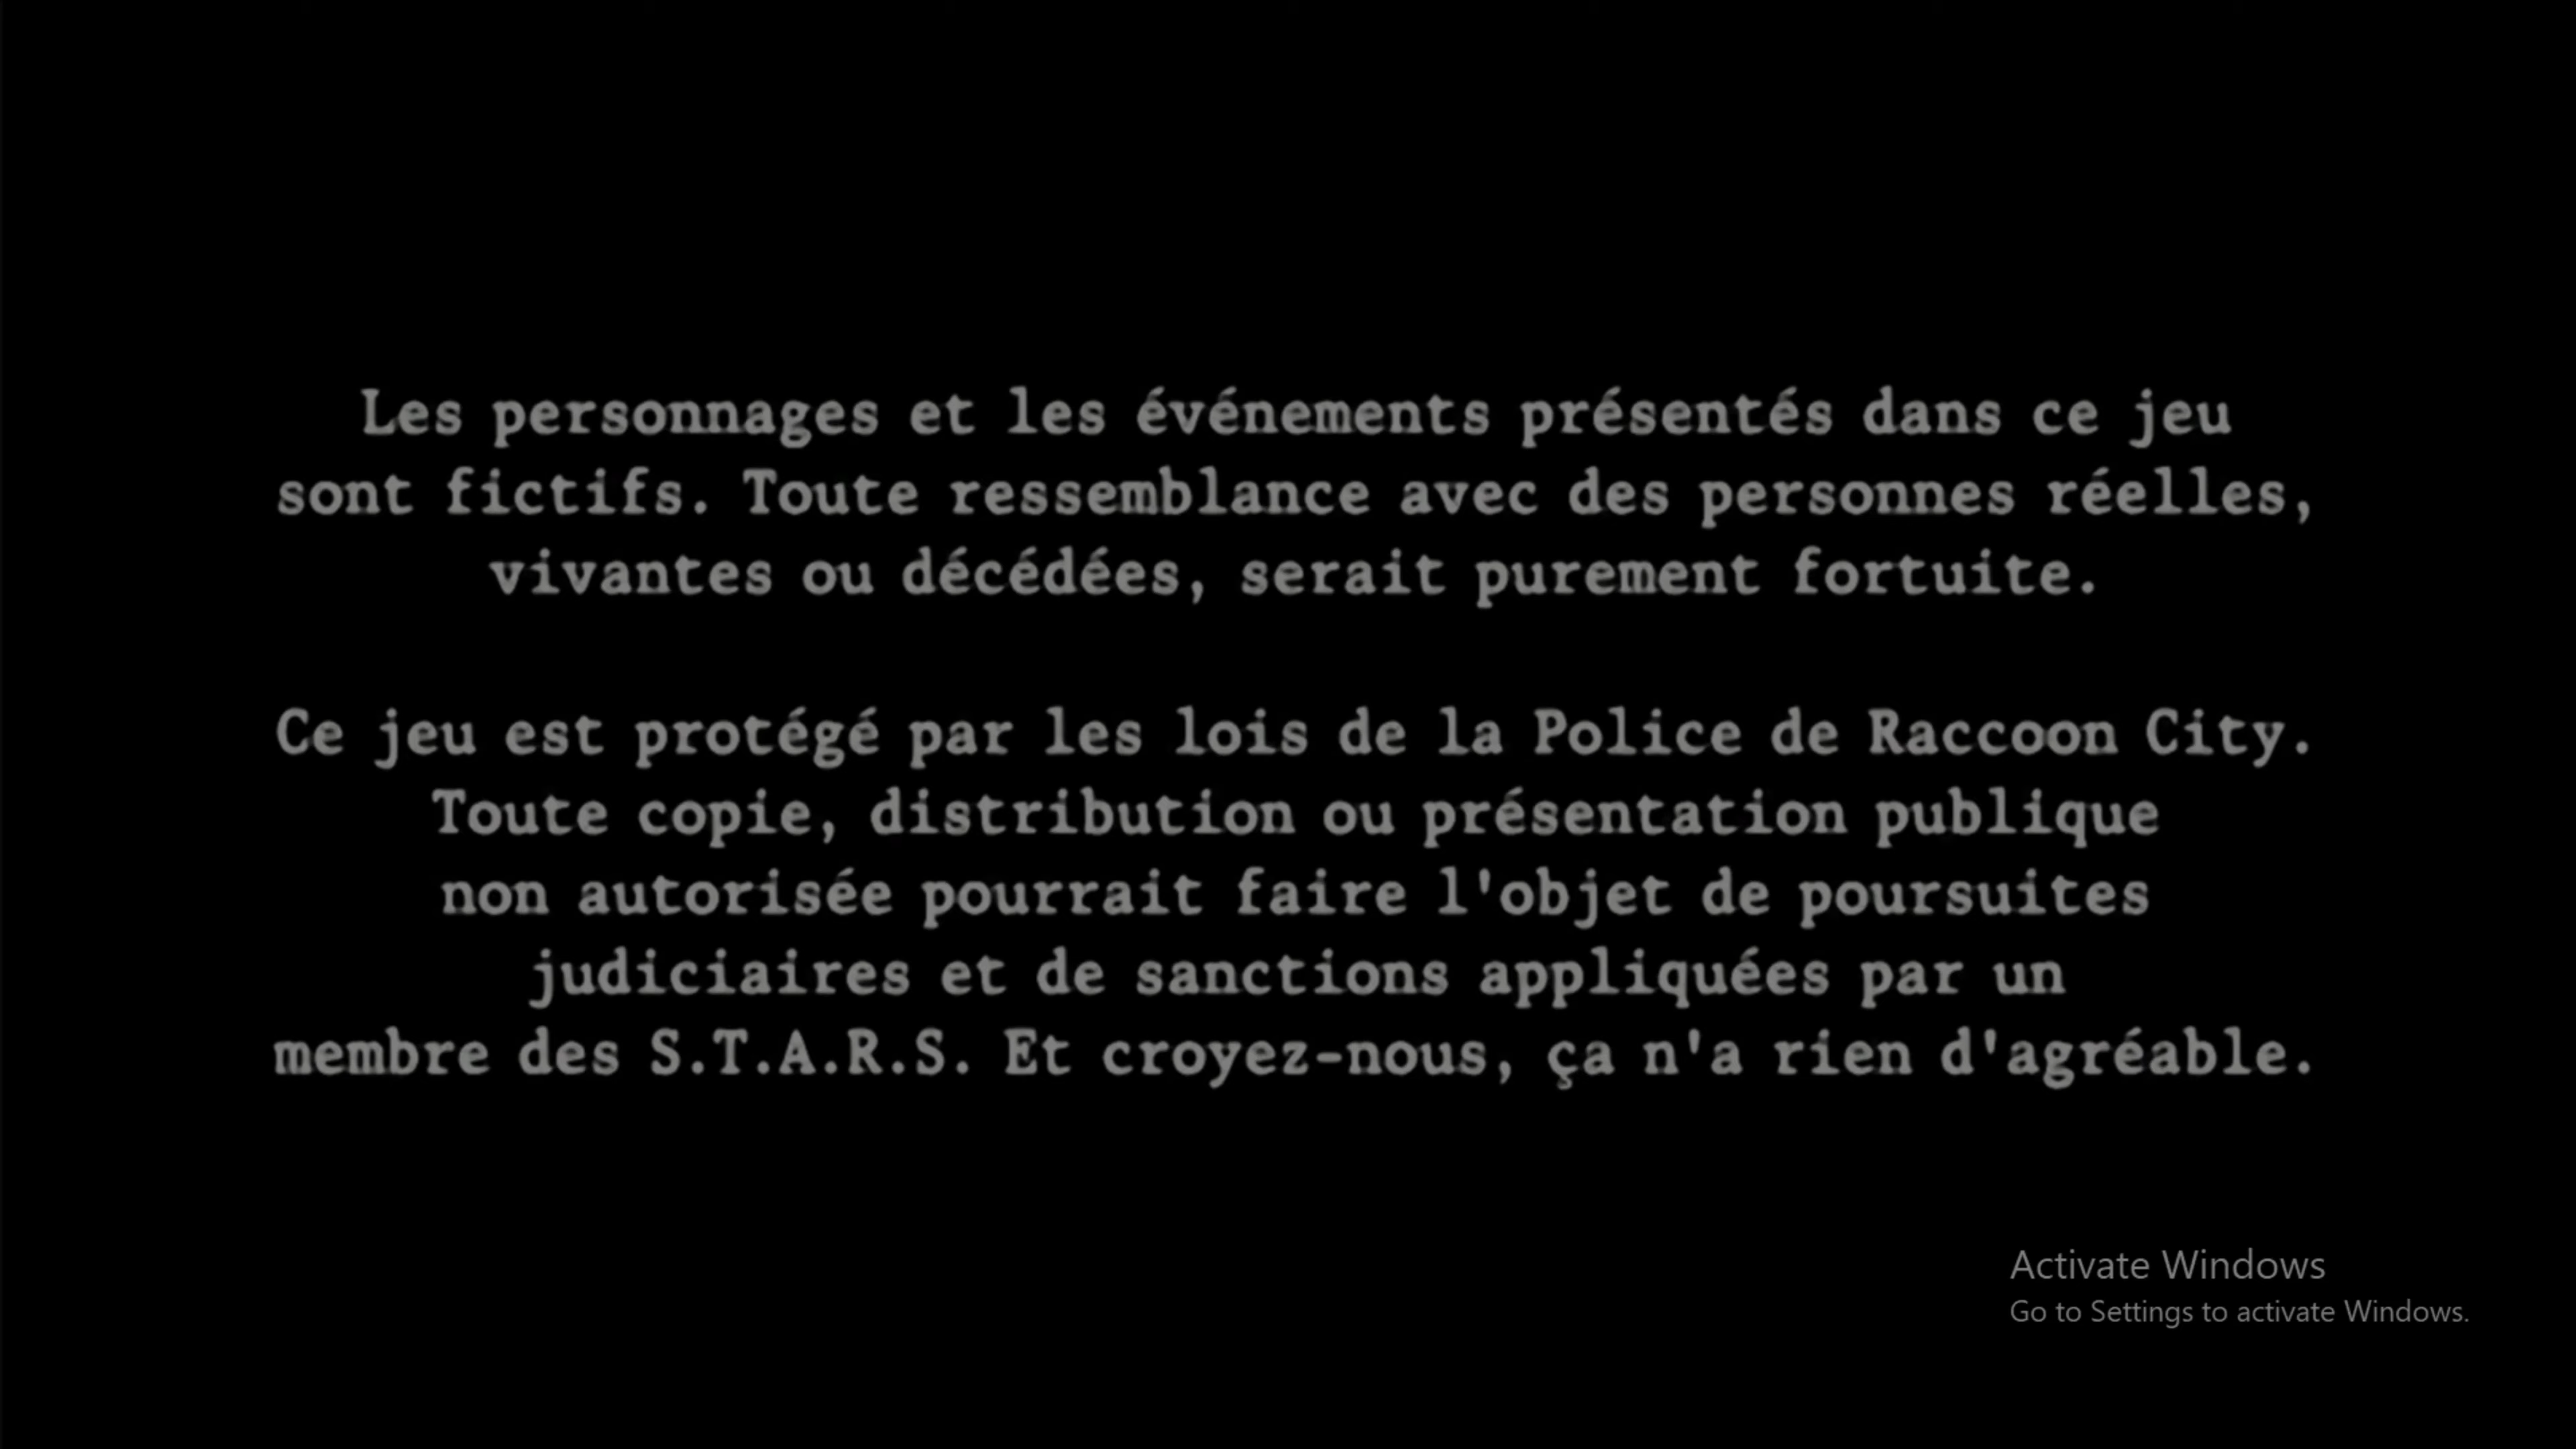 Les personnages et les événements présentés dans ce jeu
sont fictifs. Toute ressemblance avec des personnes réelles,
vivantes ou décédées, serait purement fortuite.
Ce jeu est protégé par les lois de la Police de Raccoon City.
Toute copie, distribution ou présentation publique
non autorisée pourrait faire l'objet de poursuites
judiciaires et de sanctions appliquées par un
membre des S.T.A.R.S. Et croyez-nous, ça n'a rien d'agréable.
Activate Windows
Go to Settings to activate Windows.